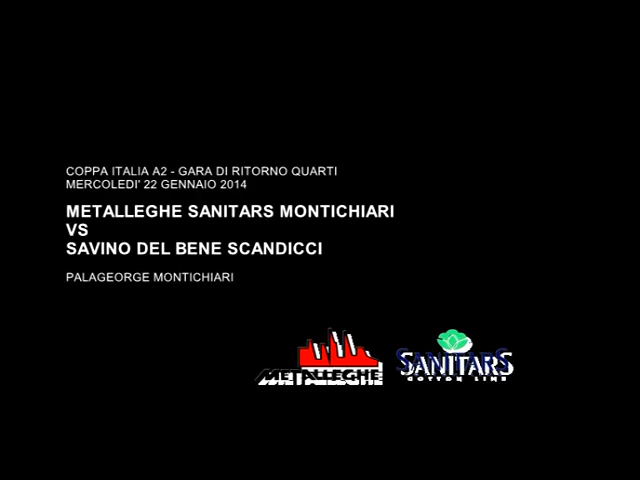 COPPA ITALIA A2 - GARA DI RITORNO QUARTI
MERCOLEDI' 22 GENNAIO 2014
METALLEGHE SANITARS MONTICHIARI
VS
SAVINO DEL BENE SCANDICCI
PALAGEORGE MONTICHIARI
METALLEGHE
SANITARS
COTTON LINE